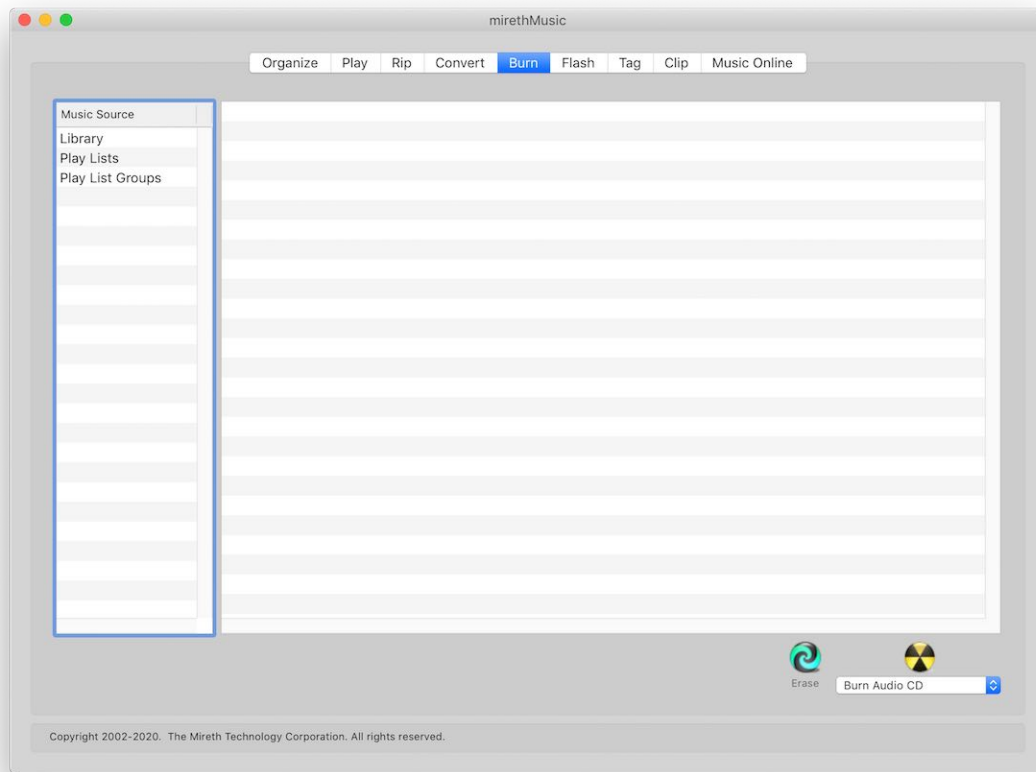 mirethMusic
Organize Play Rip Convert Burn Flash Tag Clip Music Online
Music Source
Library
Play Lists
Play List Groups
Erase
Burn Audio CD
Copyright 2002-2020. The Mireth Technology Corporation. All rights reserved.